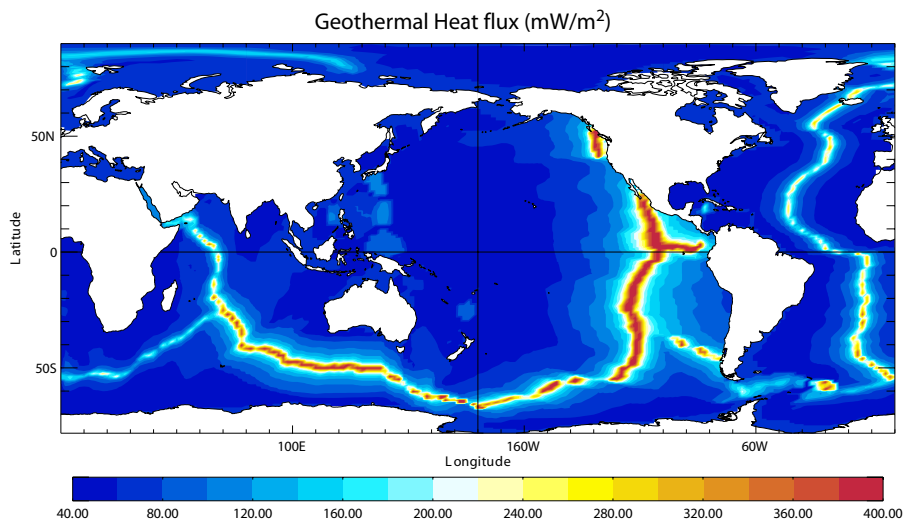 Geothermal Heat flux (mW/m²)
50N
0
50S
Latitude
100E 160W 60W
Longitude
40.00 80.00 120.00 160.00 200.00 240.00 280.00 320.00 360.00 400.00